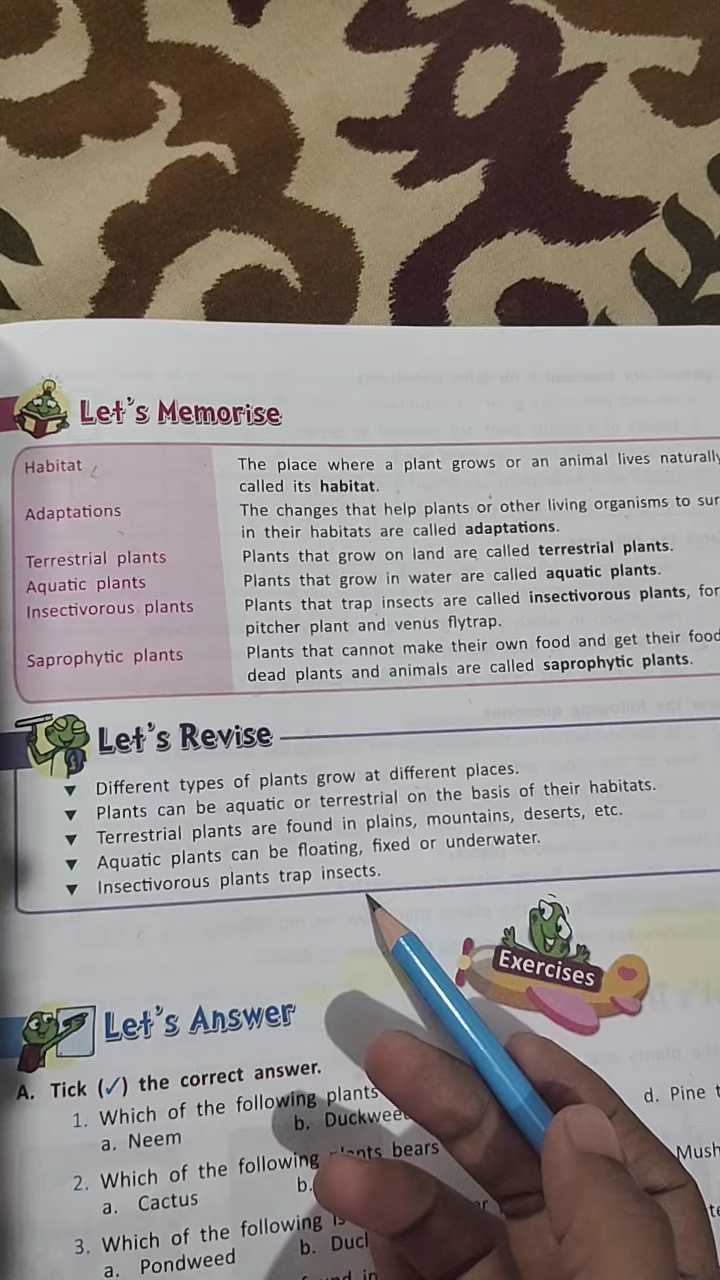 Let's Memorise
Habitat
The place where a plant grows or an animal lives naturally
called its habitat.
Adaptations
The changes that help plants or other living organisms to
in their habitats are called adaptations.
Terrestrial plants
Plants that grow on land are called terrestrial plants.
Aquatic plants
Plants that grow in water are called aquatic plants.
Insectivorous plants
Plants that trap insects are called insectivorous plants, for
pitcher plant and venus flytrap.
Saprophytic plants
Plants that cannot make their own food and get their food
dead plants and animals are called saprophytic plants.
Let's Revise
▼ Different types of plants grow at different places.
▼ Plants can be aquatic or terrestrial on the basis of their habitats.
▼ Terrestrial plants are found in plains, mountains, deserts, etc.
▼ Aquatic plants can be floating, fixed or underwater.
▼ Insectivorous plants trap insects.
Exercises
Let's Answer
A. Tick (✓) the correct answer.
1. Which of the following plants
a. Neem b. d. Pine
2. Which of the following bears
a. Cactus b.
3. Which of the following
a. Pondweed b.
in